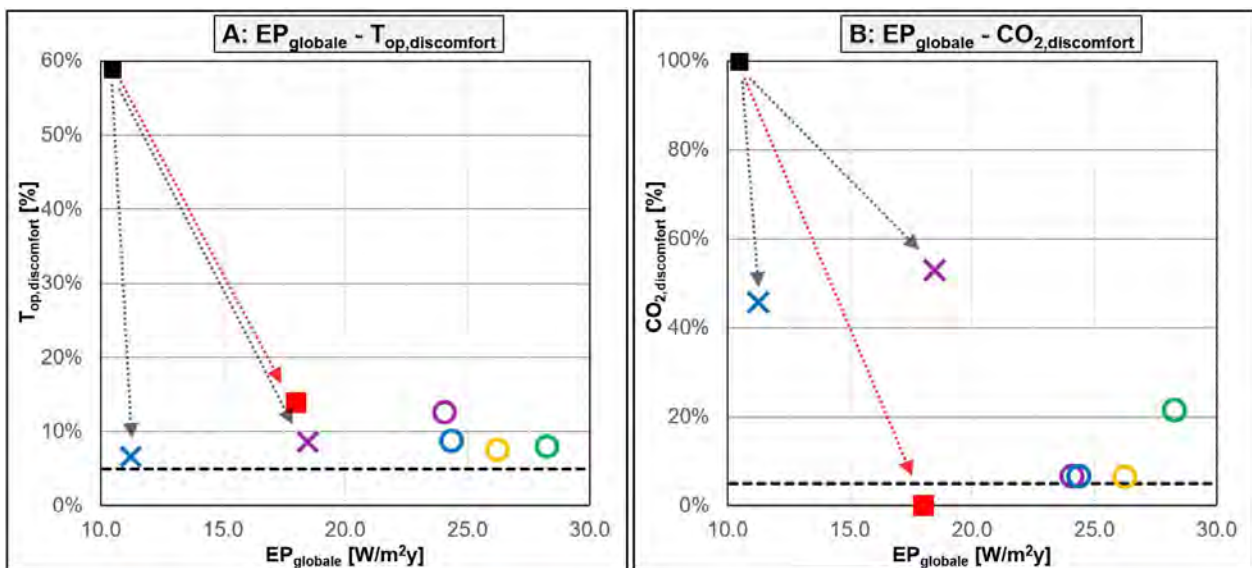 A: EPglobale - Top,discomfort
60%
50%
40%
30%
20%
10%
0%
Top,discomfort [%]
10.0 15.0 20.0 25.0 30.0
EPglobale [W/m²y]
B: EPglobale - CO2,discomfort
100%
80%
60%
40%
20%
0%
CO2,discomfort [%]
10.0 15.0 20.0 25.0 30.0
EPglobale [W/m²y]